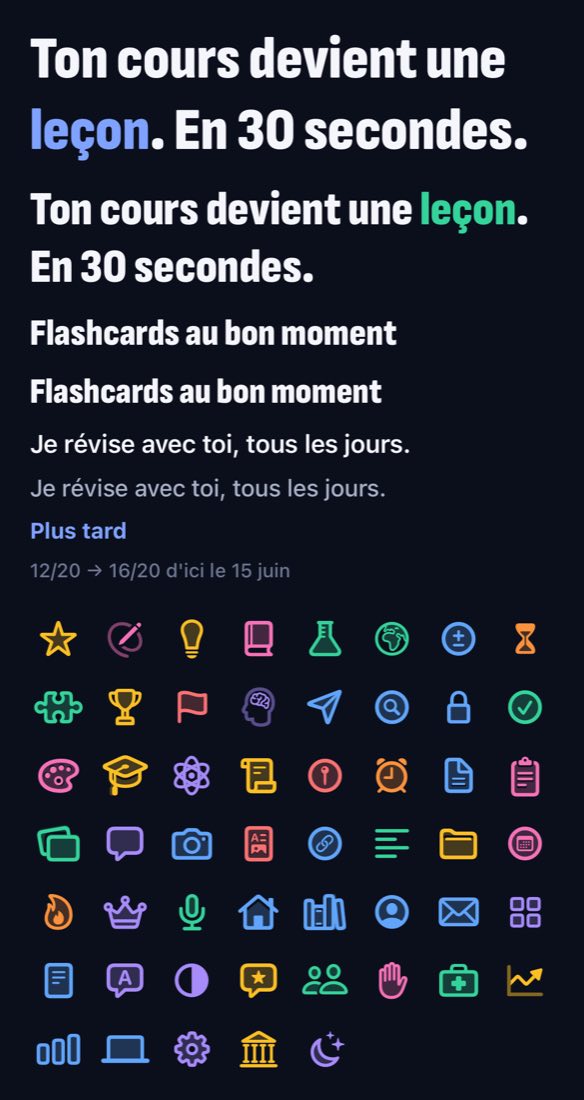 Ton cours devient une
leçon. En 30 secondes.
Ton cours devient une leçon.
En 30 secondes.
Flashcards au bon moment
Flashcards au bon moment
Je révise avec toi, tous les jours.
Je révise avec toi, tous les jours.
Plus tard
12/20 → 16/20 d'ici le 15 juin
A
A